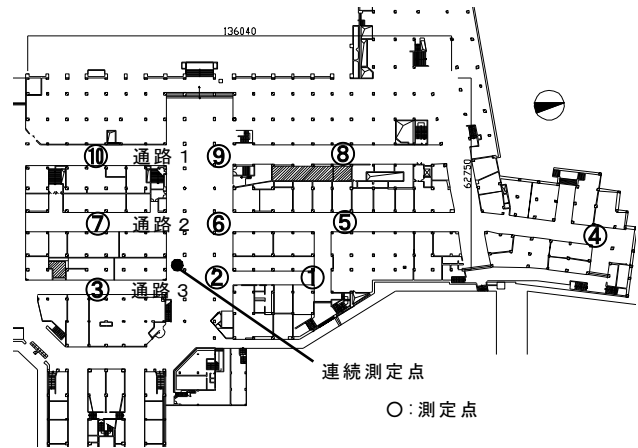 136040
⑩ 通路1 ⑨ ⑧
62750
⑦ 通路2 ⑥ ⑤ ④
③ 通路3 ② ①
連続測定点
○:測定点